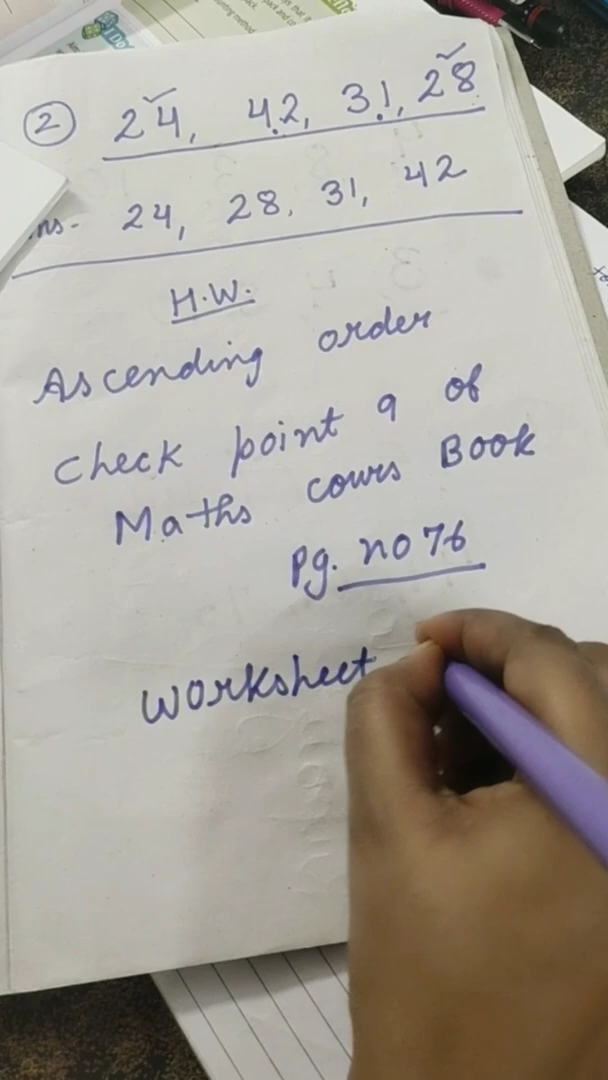 ② 24, 42, 31, 28
ns- 24, 28, 31, 42
H.W.
Ascending order
Check point 9 of
Maths cours Book
Pg. no 76
Worksheet